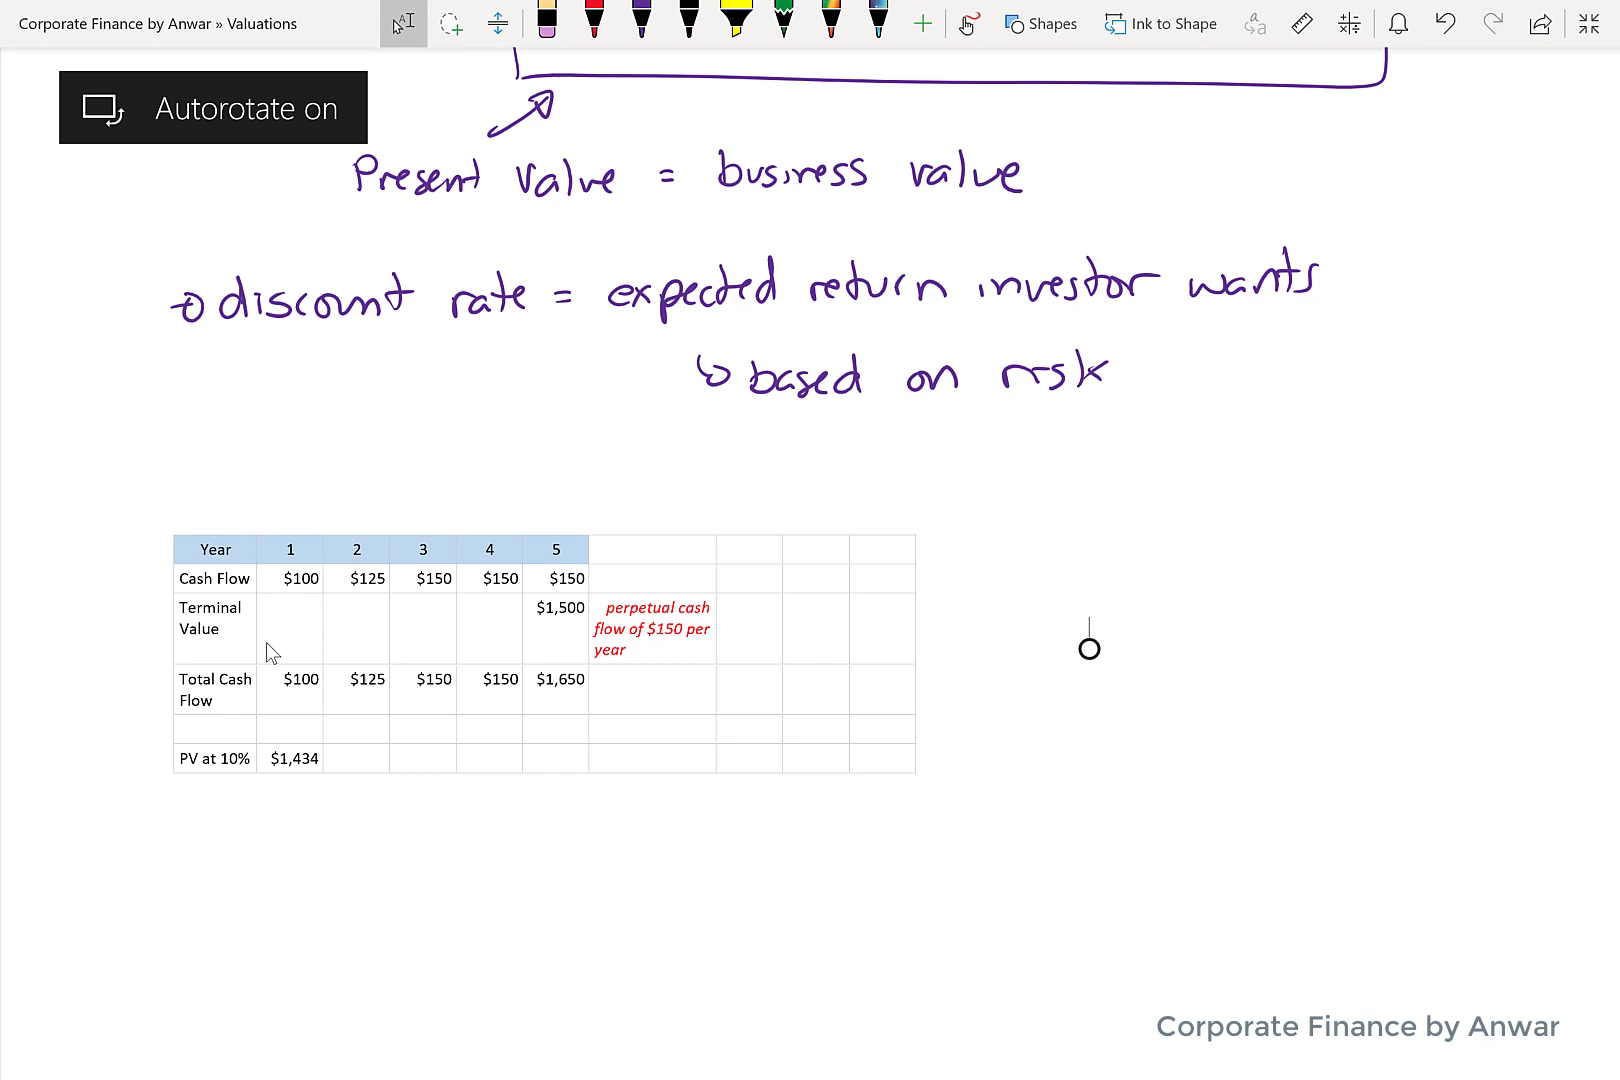 Corporate Finance by Anwar » Valuations
Shapes
Ink to Shape
Autorotate on
Present Value = business value
discount rate = expected return investor wants
based on risk
Year 1 2 3 4 5
Cash Flow $100 $125 $150 $150 $150
Terminal Value $1,500 perpetual cash flow of $150 per year
Total Cash Flow $100 $125 $150 $150 $1,650
PV at 10% $1,434
Corporate Finance by Anwar